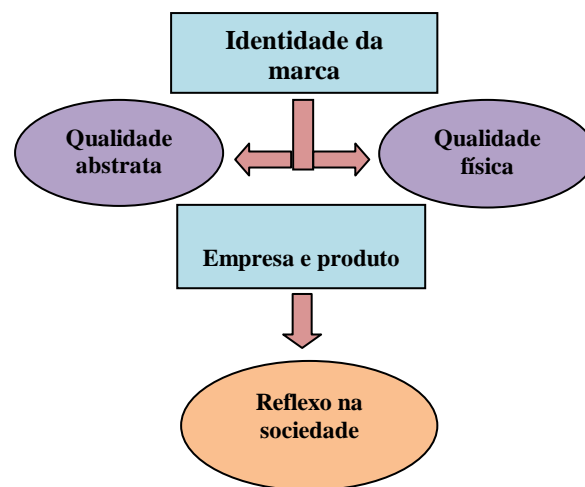 Identidade da
marca
Qualidade
abstrata
Qualidade
física
Empresa e produto
Reflexo na
sociedade